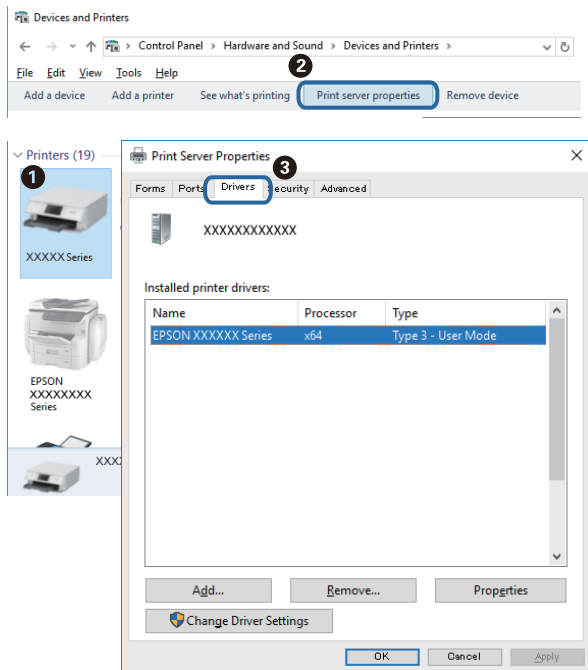 Devices and Printers
Control Panel > Hardware and Sound > Devices and Printers >
File Edit View Tools Help
2
Add a device Add a printer See what's printing Print server properties Remove device
Printers (19)
1
XXXXX Series
EPSON
XXXXXXXX
Series
XXX
Print Server Properties
3
Forms Ports Drivers Security Advanced
XXXXXXXXXXXX
Installed printer drivers:
Name Processor Type
EPSON XXXXXX Series x64 Type 3 - User Mode
Add... Remove... Properties
Change Driver Settings
OK Cancel Apply